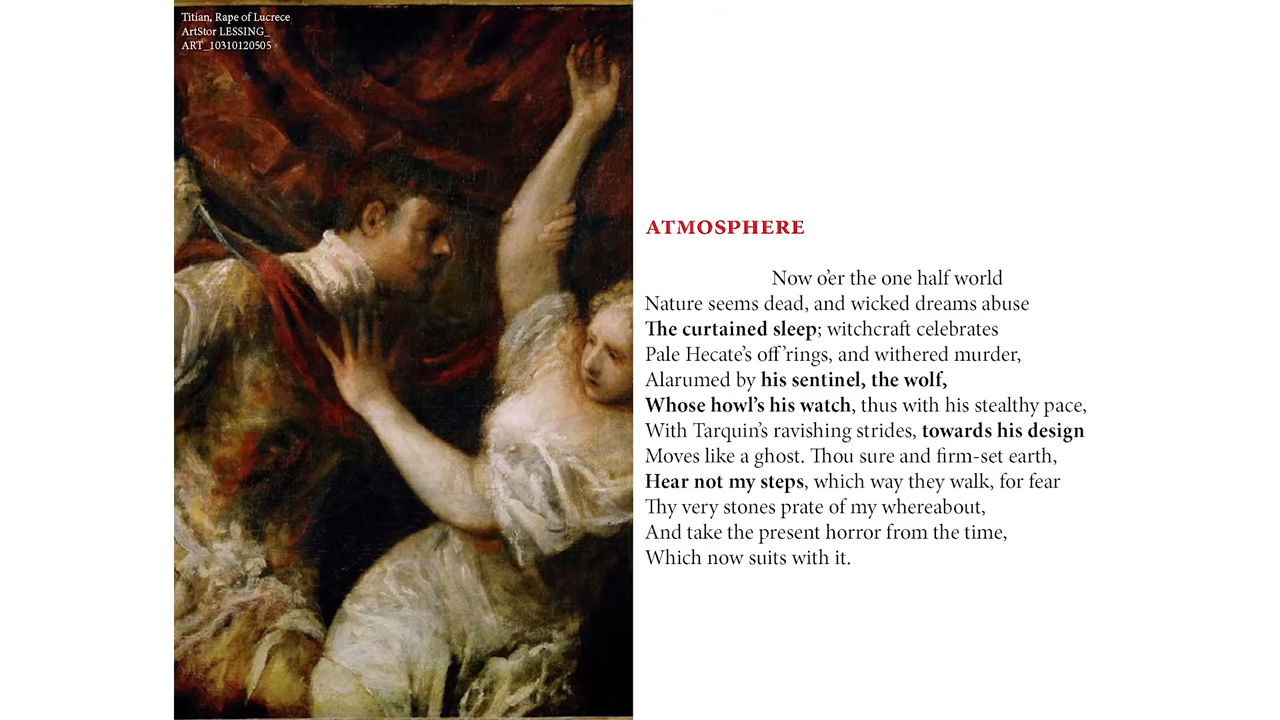 Titian, Rape of Lucrece
ArtStor LESSING_
ART_10310120505
ATMOSPHERE
Now o'er the one half world
Nature seems dead, and wicked dreams abuse
The curtained sleep; witchcraft celebrates
Pale Hecate’s off’rings, and withered murder,
Alarumed by his sentinel, the wolf,
Whose howl’s his watch, thus with his stealthy pace,
With Tarquin’s ravishing strides, towards his design
Moves like a ghost. Thou sure and firm-set earth,
Hear not my steps, which way they walk, for fear
Thy very stones prate of my whereabout,
And take the present horror from the time,
Which now suits with it.